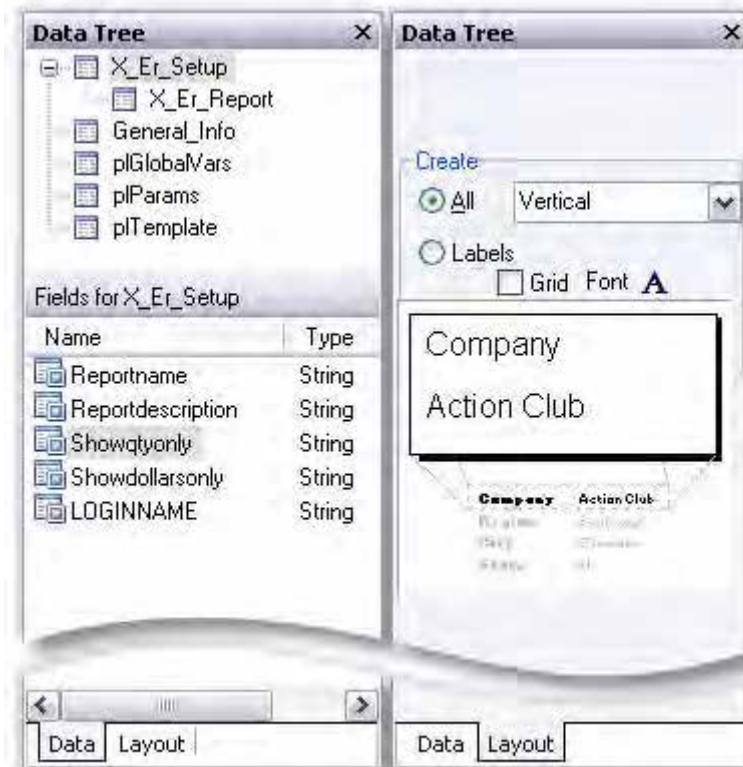 Data Tree
X_Er_Setup
X_Er_Report
General_Info
plGlobalVars
plParams
plTemplate
Fields for X_Er_Setup
Name Type
Reportname String
Reportdescription String
Showqtyonly String
Showdollarsonly String
LOGINNAME String
Data Layout
Data Tree
Create
All Vertical
Labels
Grid Font A
Company
Action Club
Company Action Club
Data Layout